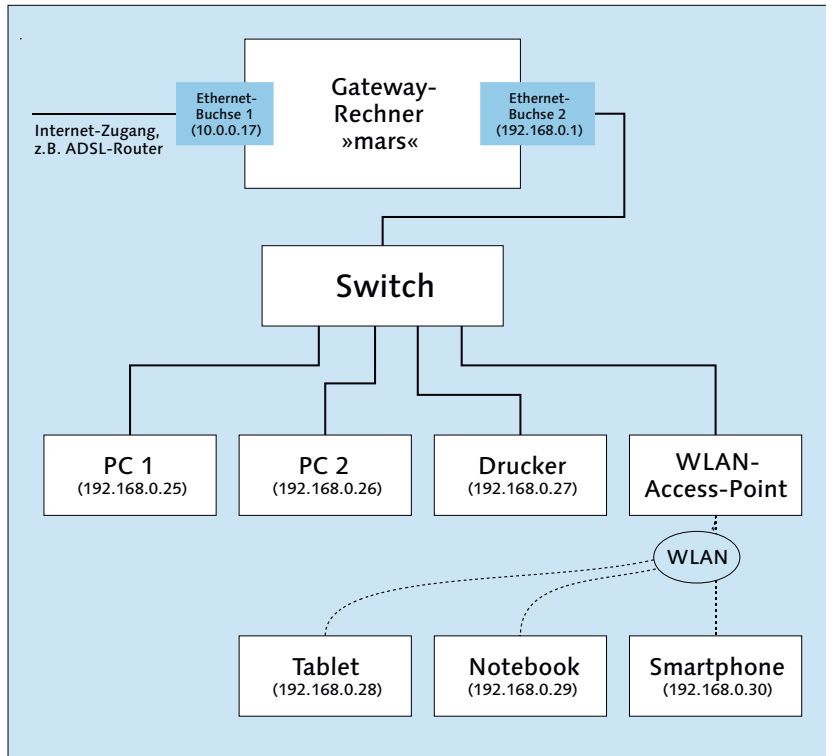 Ethernet-
Buchse 1
(10.0.0.17)
Gateway-
Rechner
»mars«
Ethernet-
Buchse 2
(192.168.0.1)
Internet-Zugang,
z.B. ADSL-Router
Switch
PC 1
(192.168.0.25)
PC 2
(192.168.0.26)
Drucker
(192.168.0.27)
WLAN-
Access-Point
WLAN
Tablet
(192.168.0.28)
Notebook
(192.168.0.29)
Smartphone
(192.168.0.30)